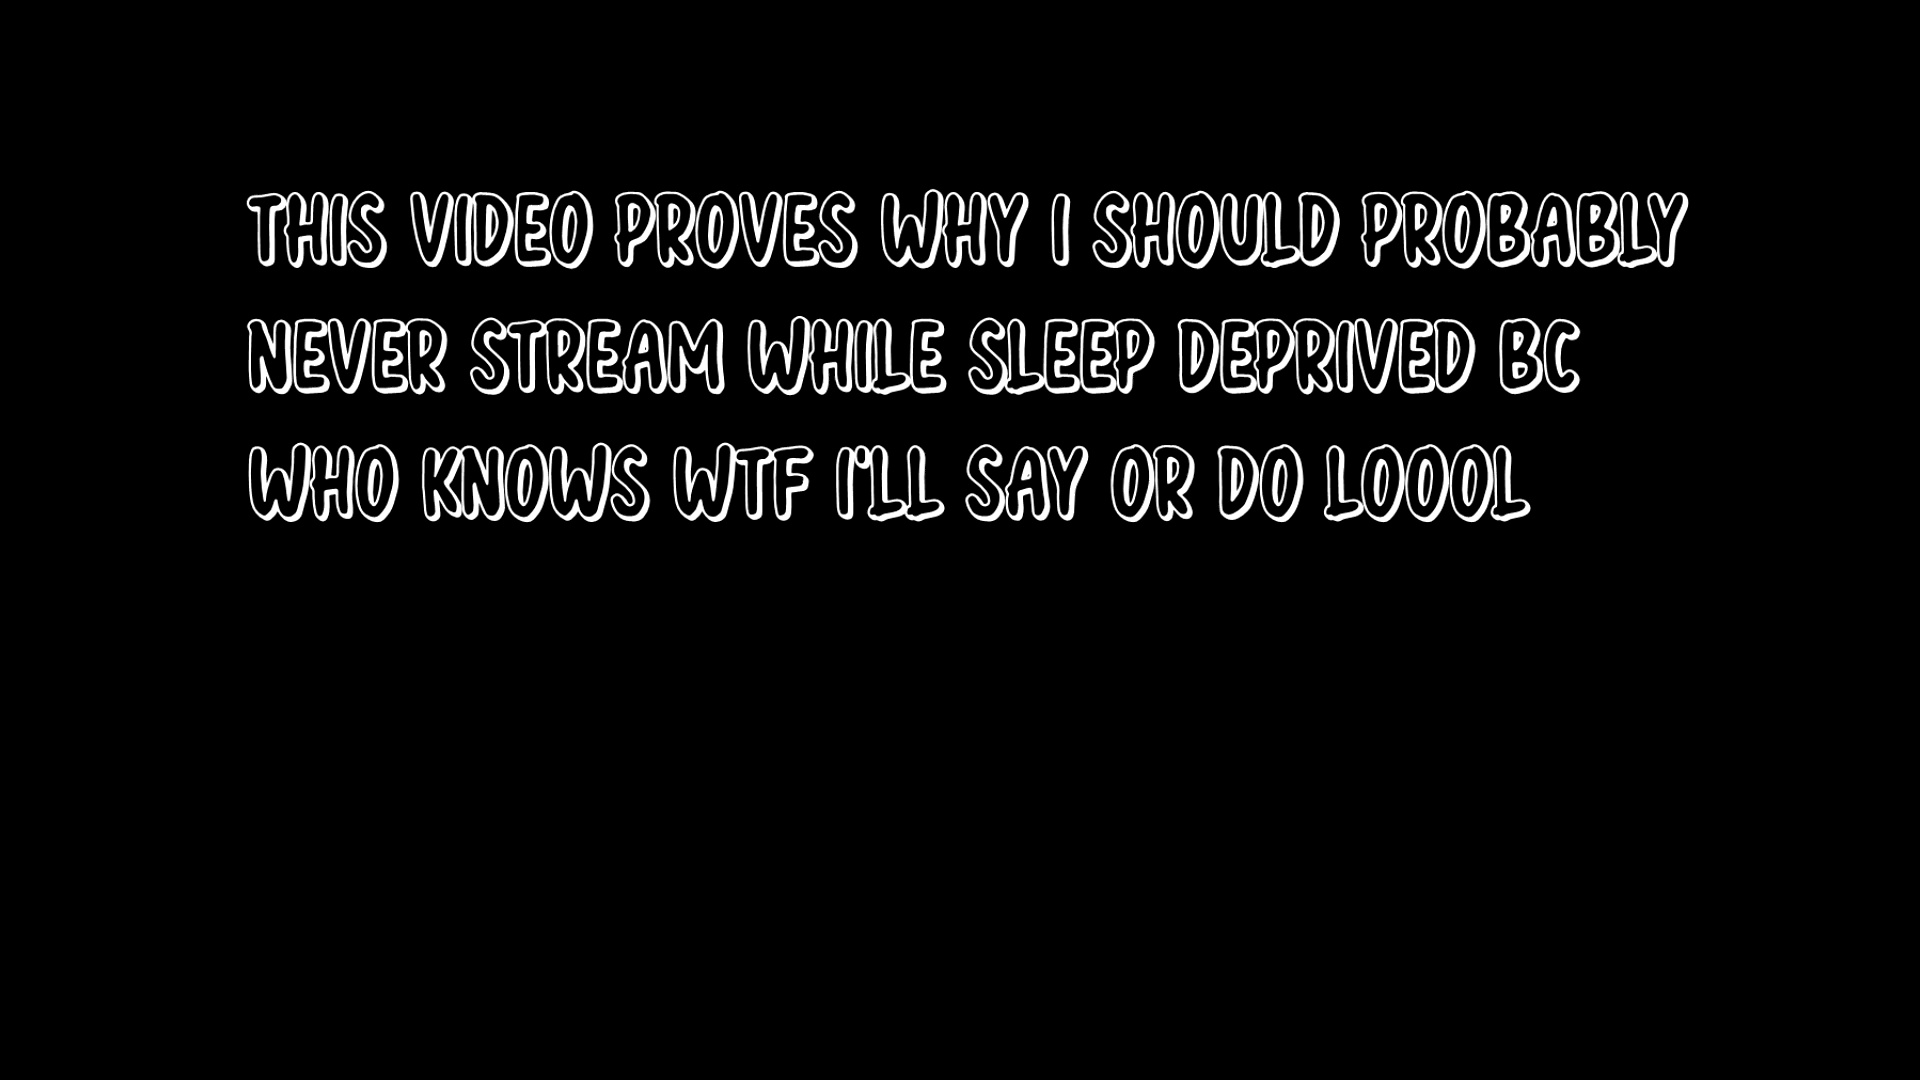 THIS VIDEO PROVES WHY I SHOULD PROBABLY
NEVER STREAM WHILE SLEEP DEPRIVED BC
WHO KNOWS WTF I'LL SAY OR DO LOOOL